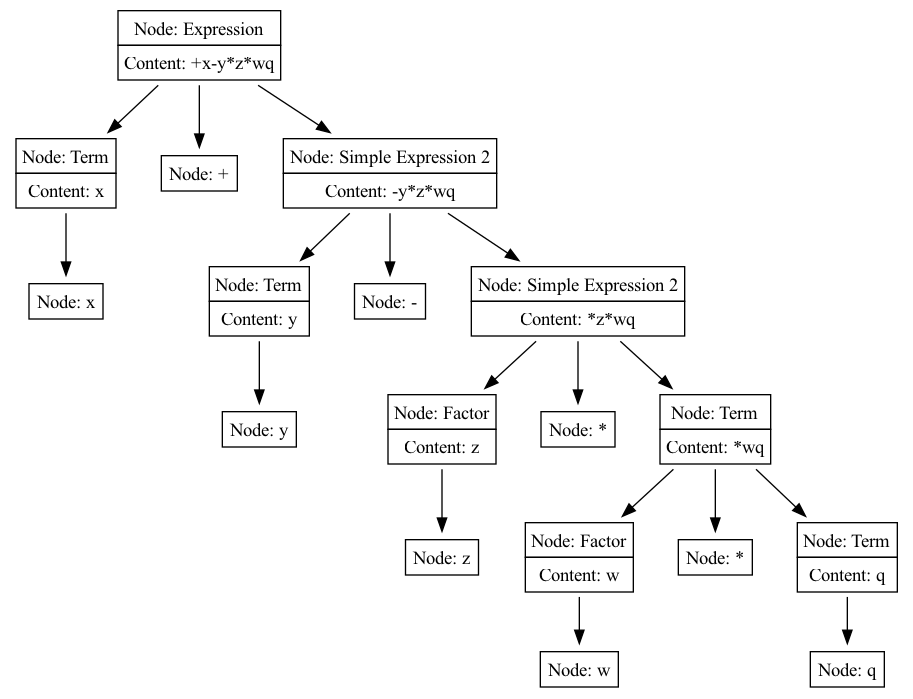 Node: Expression
Content: +x-y*z*wq
Node: Term
Content: x
Node: +
Node: Simple Expression 2
Content: -y*z*wq
Node: x
Node: Term
Content: y
Node: -
Node: Simple Expression 2
Content: *z*wq
Node: y
Node: Factor
Content: z
Node: *
Node: Term
Content: *wq
Node: z
Node: Factor
Content: w
Node: *
Node: Term
Content: q
Node: w
Node: q